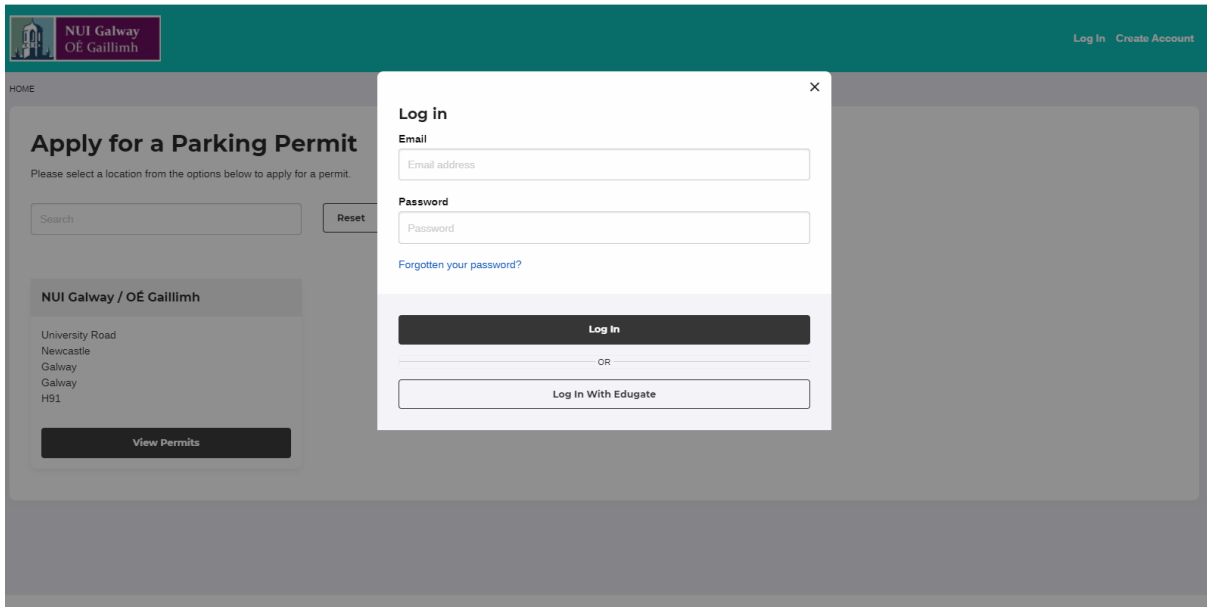 NUI Galway
OÉ Gaillimh
Log In Create Account
HOME
Apply for a Parking Permit
Please select a location from the options below to apply for a permit.
Search
Reset
NUI Galway / OÉ Gaillimh
University Road
Newcastle
Galway
Galway
H91
View Permits
Log in
Email
Email address
Password
Password
Forgotten your password?
Log In
OR
Log In With Edugate